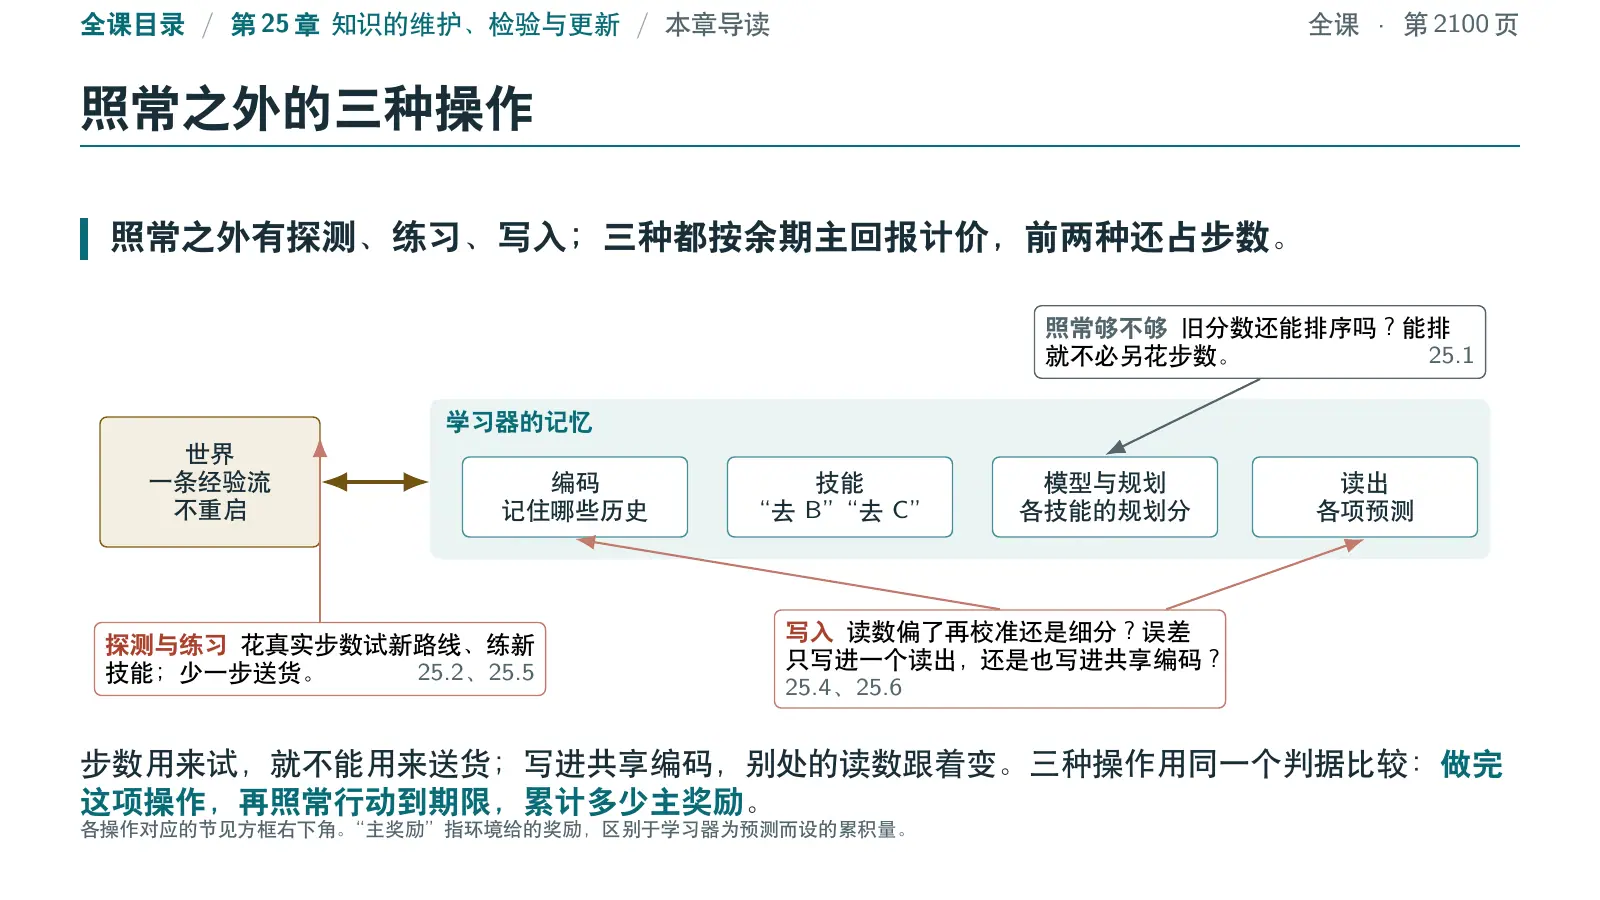 全课目录 / 第 25 章 知识的维护、检验与更新 / 本章导读
全课 · 第 2100 页
照常之外的三种操作
照常之外有探测、练习、写入；三种都按余期主回报计价，前两种还占步数。
照常够不够 旧分数还能排序吗？能排
就不必另花步数。 25.1
学习器的记忆
世界
一条经验流
不重启
编码
记住哪些历史
技能
“去 B”“去 C”
模型与规划
各技能的规划分
读出
各项预测
探测与练习 花真实步数试新路线、练新
技能；少一步送货。 25.2、25.5
写入 读数偏了再校准还是细分？误差
只写进一个读出，还是也写进共享编码？
25.4、25.6
步数用来试，就不能用来送货；写进共享编码，别处的读数跟着变。三种操作用同一个判据比较：做完
这项操作，再照常行动到期限，累计多少主奖励。
各操作对应的节见方框右下角。“主奖励”指环境给的奖励，区别于学习器为预测而设的累积量。